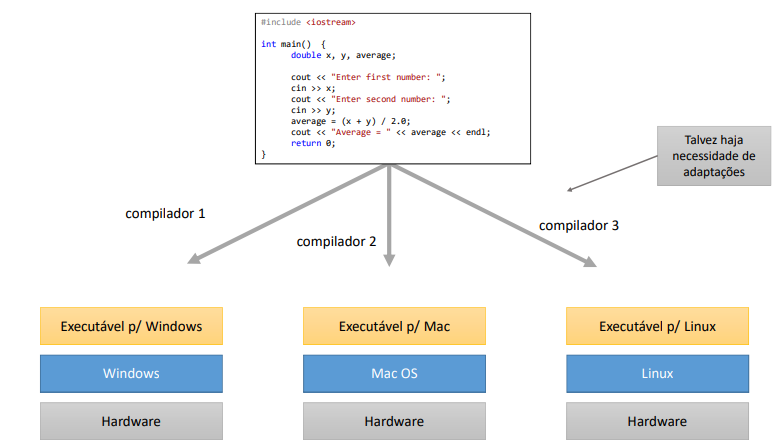 #include <iostream>
int main() {
double x, y, average;
cout << "Enter first number: ";
cin >> x;
cout << "Enter second number: ";
cin >> y;
average = (x + y) / 2.0;
cout << "Average = " << average << endl;
return 0;
}
Talvez haja
necessidade de
adaptações
compilador 1
compilador 2
compilador 3
Executável p/ Windows
Executável p/ Mac
Executável p/ Linux
Windows
Mac OS
Linux
Hardware
Hardware
Hardware